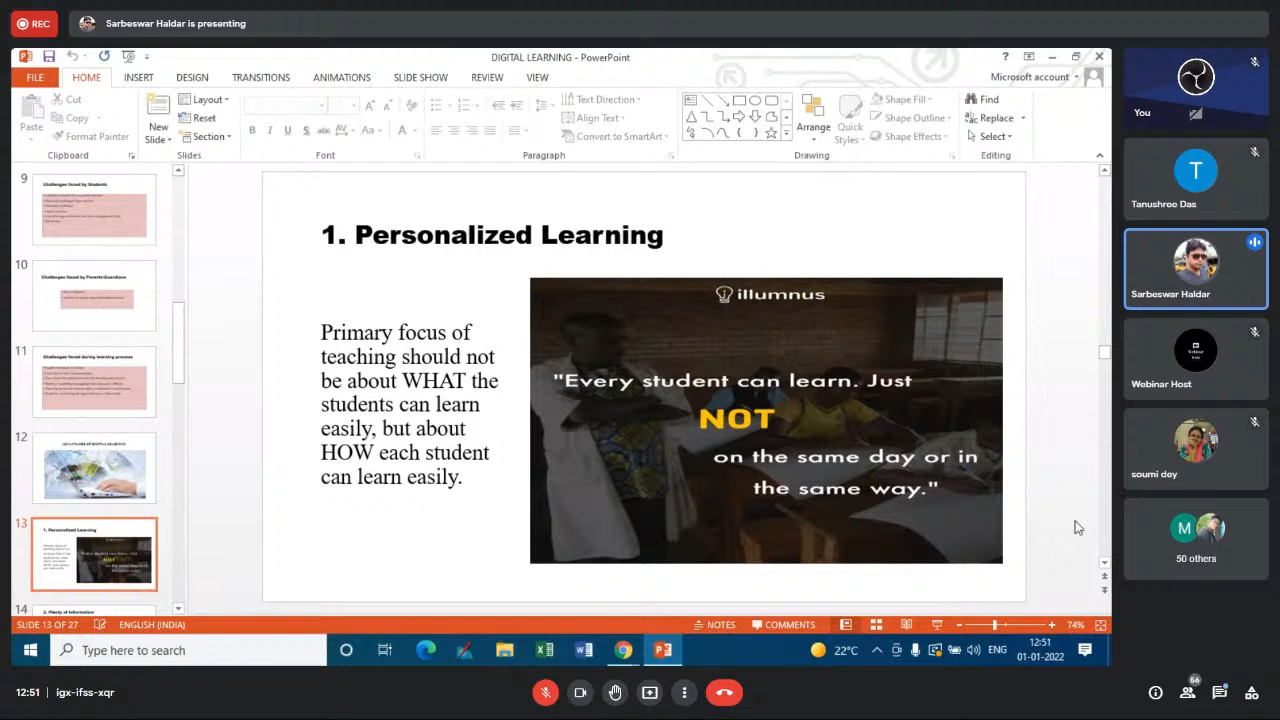 REC
Sarbeswar Haldar is presenting
DIGITAL LEARNING - PowerPoint
FILE HOME INSERT DESIGN TRANSITIONS ANIMATIONS SLIDE SHOW REVIEW VIEW
Microsoft account
Paste
Cut
Copy
Format Painter
Clipboard
New
Slide
Layout
Reset
Section
Slides
Font
Text Direction
Align Text
Convert to SmartArt
Paragraph
Arrange
Quick
Styles
Shape Fill
Shape Outline
Shape Effects
Drawing
Find
Replace
Select
Editing
9
Challenges faced by Students
10
Challenges faced by Parents/Guardians
11
Challenges faced during learning process
12
13
1. Personalized Learning
14
2. Plenty of Information
1. Personalized Learning
Primary focus of
teaching should not
be about WHAT the
students can learn
easily, but about
HOW each student
can learn easily.
illumnus
"Every student can learn. Just
NOT
on the same day or in
the same way."
You
T
Tanushree Das
Sarbeswar Haldar
Webinar Host
soumi dey
M
50 others
SLIDE 13 OF 27
ENGLISH (INDIA)
NOTES
COMMENTS
74%
Type here to search
22°C
ENG
12:51
01-01-2022
12:51 | igx-ifss-xqr
66